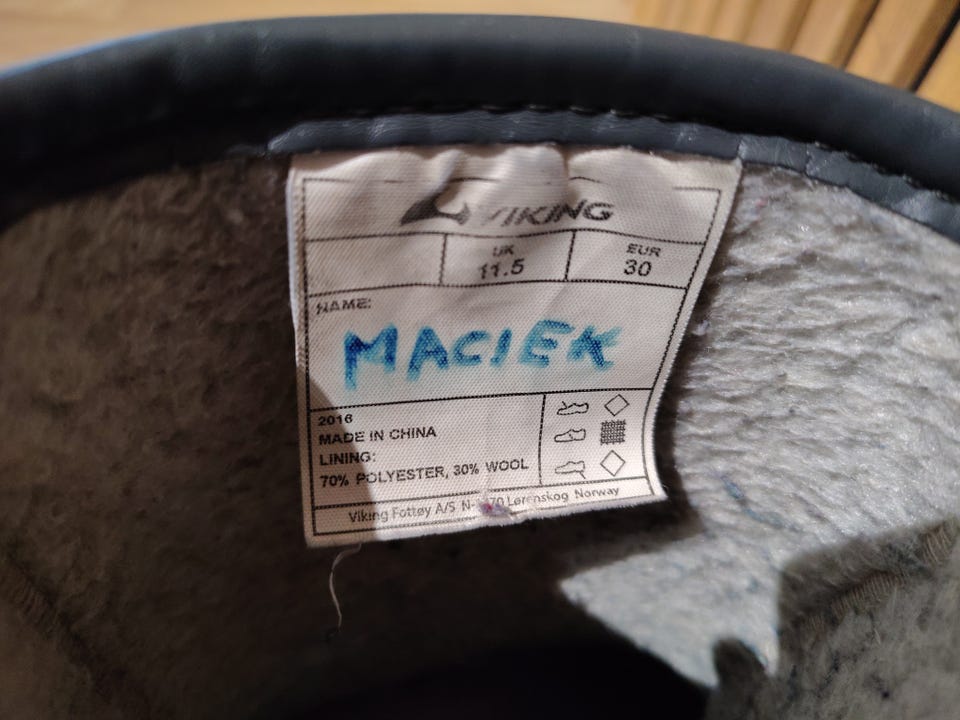 VIKING
UK EUR
11.5 30
NAME:
MACIEK
2016
MADE IN CHINA
LINING:
70% POLYESTER, 30% WOOL
Viking Fottøy A/S Lørenskog Norway